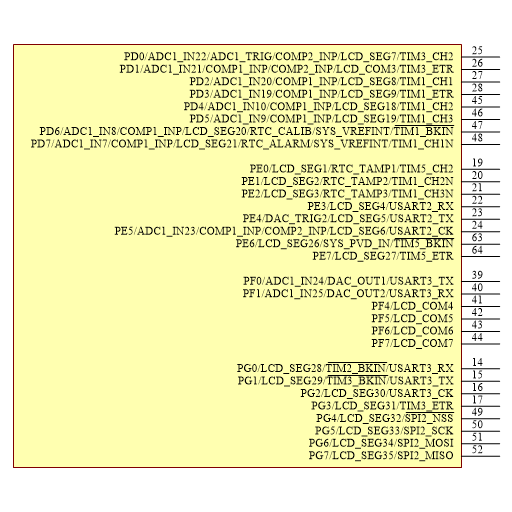 PD0/ADC1_IN22/ADC1_TRIG/COMP2_INP/LCD_SEG7/TIM3_CH2 25
PD1/ADC1_IN21/COMP1_INP/COMP2_INP/LCD_COM3/TIM3_ETR 26
PD2/ADC1_IN20/COMP1_INP/LCD_SEG8/TIM1_CH1 27
PD3/ADC1_IN19/COMP1_INP/LCD_SEG9/TIM1_ETR 28
PD4/ADC1_IN10/COMP1_INP/LCD_SEG18/TIM1_CH2 45
PD5/ADC1_IN9/COMP1_INP/LCD_SEG19/TIM1_CH3 46
PD6/ADC1_IN8/COMP1_INP/LCD_SEG20/RTC_CALIB/SYS_VREFINT/TIM1_BKIN 47
PD7/ADC1_IN7/COMP1_INP/LCD_SEG21/RTC_ALARM/SYS_VREFINT/TIM1_CH1N 48
PE0/LCD_SEG1/RTC_TAMP1/TIM5_CH2 19
PE1/LCD_SEG2/RTC_TAMP2/TIM1_CH2N 20
PE2/LCD_SEG3/RTC_TAMP3/TIM1_CH3N 21
PE3/LCD_SEG4/USART2_RX 22
PE4/DAC_TRIG2/LCD_SEG5/USART2_TX 23
PE5/ADC1_IN23/COMP1_INP/COMP2_INP/LCD_SEG6/USART2_CK 24
PE6/LCD_SEG26/SYS_PVD_IN/TIM5_BKIN 63
PE7/LCD_SEG27/TIM5_ETR 64
PF0/ADC1_IN24/DAC_OUT1/USART3_TX 39
PF1/ADC1_IN25/DAC_OUT2/USART3_RX 40
PF4/LCD_COM4 41
PF5/LCD_COM5 42
PF6/LCD_COM6 43
PF7/LCD_COM7 44
PG0/LCD_SEG28/TIM2_BKIN/USART3_RX 14
PG1/LCD_SEG29/TIM3_BKIN/USART3_TX 15
PG2/LCD_SEG30/USART3_CK 16
PG3/LCD_SEG31/TIM3_ETR 17
PG4/LCD_SEG32/SPI2_NSS 49
PG5/LCD_SEG33/SPI2_SCK 50
PG6/LCD_SEG34/SPI2_MOSI 51
PG7/LCD_SEG35/SPI2_MISO 52